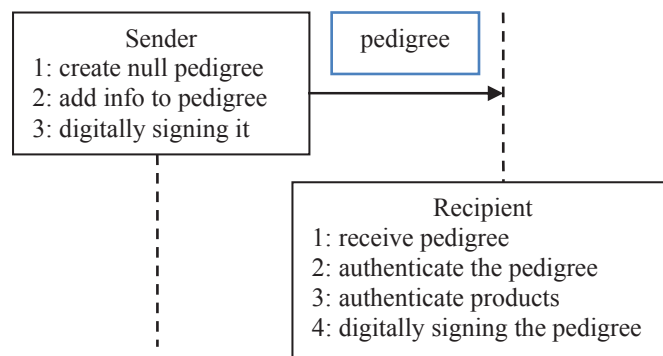 Sender
1: create null pedigree
2: add info to pedigree
3: digitally signing it
pedigree
Recipient
1: receive pedigree
2: authenticate the pedigree
3: authenticate products
4: digitally signing the pedigree